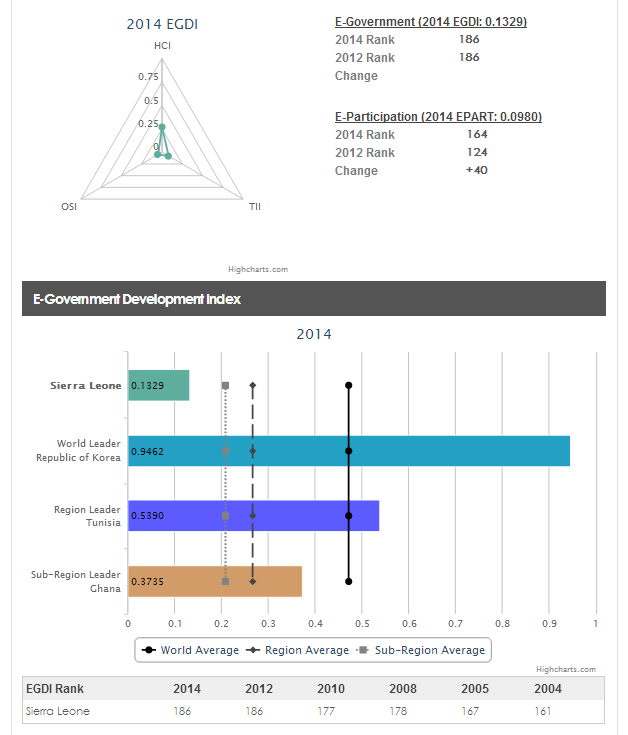 2014 EGDI
HCI
0.75
0.5
0.25
0
OSI
TII
Highcharts.com
E-Government (2014 EGDI: 0.1329)
2014 Rank 186
2012 Rank 186
Change
E-Participation (2014 EPART: 0.0980)
2014 Rank 164
2012 Rank 124
Change +40
E-Government Development Index
2014
Sierra Leone 0.1329
World Leader
Republic of Korea 0.9462
Region Leader
Tunisia 0.5390
Sub-Region Leader
Ghana 0.3735
0 0.1 0.2 0.3 0.4 0.5 0.6 0.7 0.8 0.9 1
World Average Region Average Sub-Region Average
Highcharts.com
EGDI Rank 2014 2012 2010 2008 2005 2004
Sierra Leone 186 186 177 178 167 161